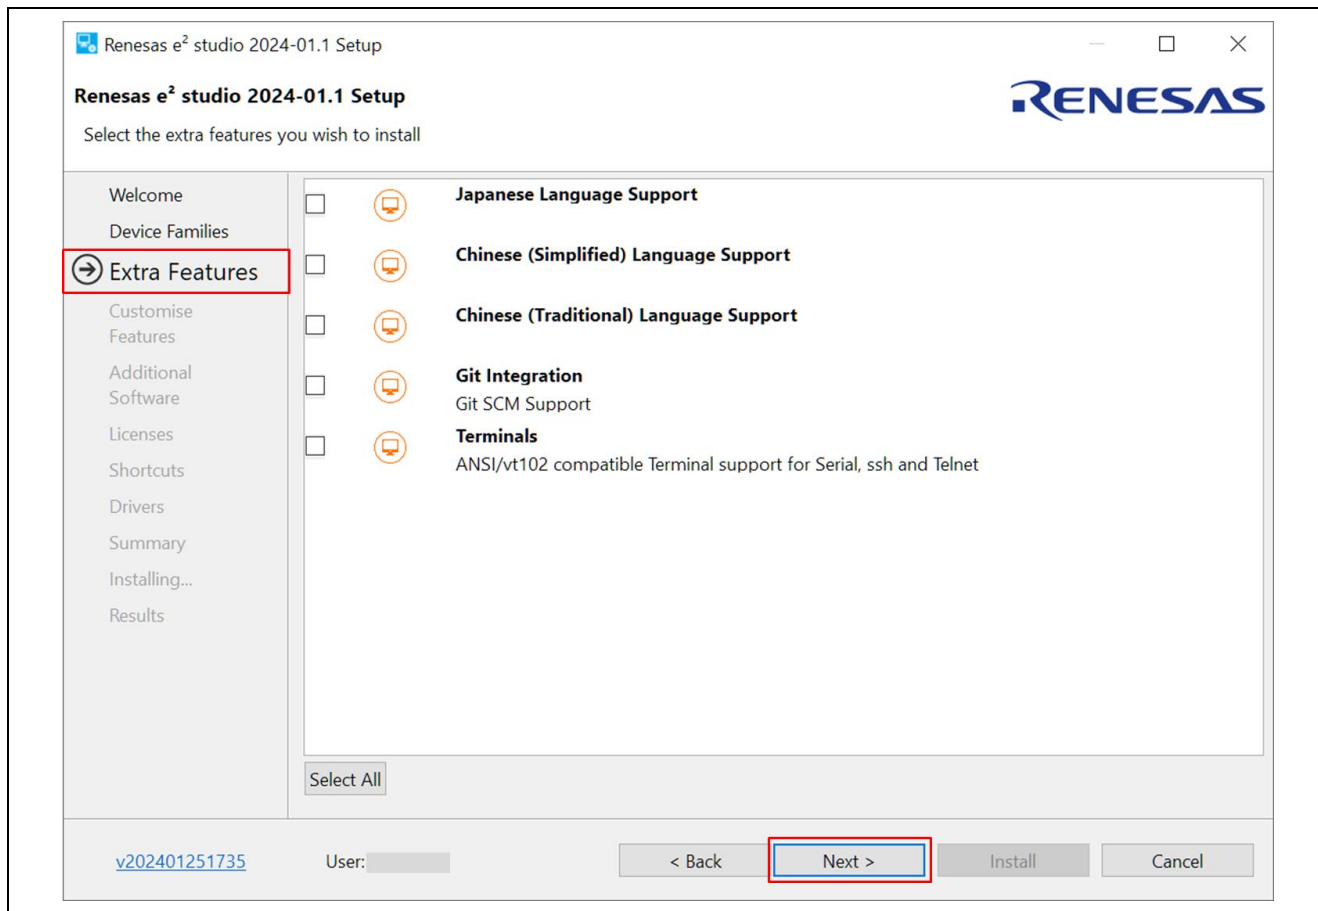 Renesas e² studio 2024-01.1 Setup
Renesas e² studio 2024-01.1 Setup
RENESAS
Select the extra features you wish to install
Welcome
Device Families
Extra Features
Customise
Features
Additional
Software
Licenses
Shortcuts
Drivers
Summary
Installing...
Results
Japanese Language Support
Chinese (Simplified) Language Support
Chinese (Traditional) Language Support
Git Integration
Git SCM Support
Terminals
ANSI/vt102 compatible Terminal support for Serial, ssh and Telnet
Select All
v202401251735
User:
< Back
Next >
Install
Cancel